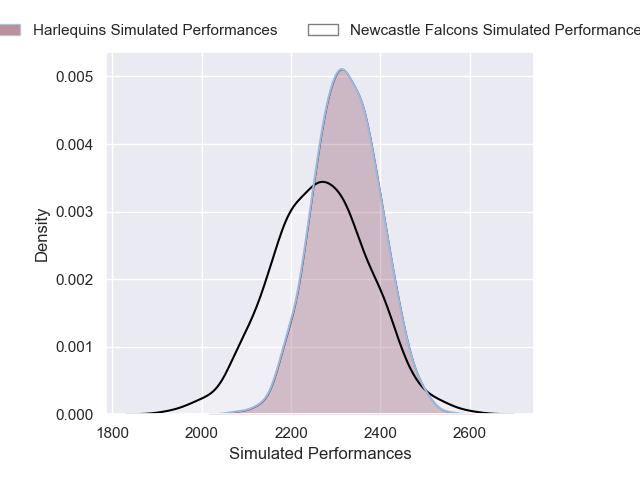 Harlequins Simulated Performances
Newcastle Falcons Simulated Performance
0.005
0.004
0.003
0.002
0.001
0.000
Density
1800 2000 2200 2400 2600
Simulated Performances